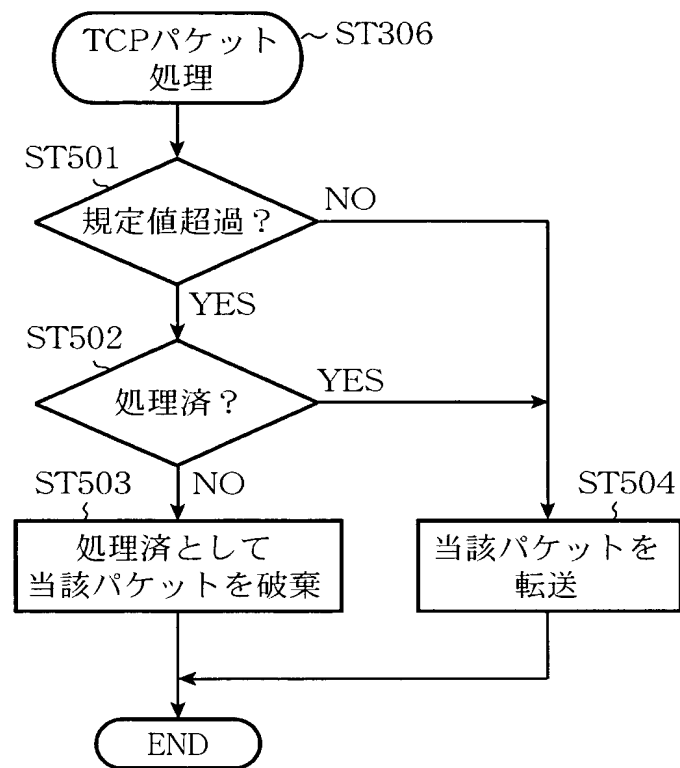 TCPパケット
処理
ST306
ST501
規定値超過？
NO
YES
ST502
処理済？
YES
NO
ST503
処理済として
当該パケットを破棄
ST504
当該パケットを
転送
END